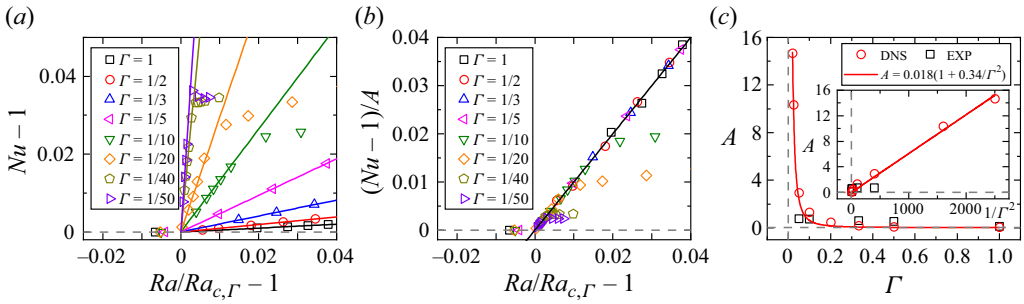 (a)
Nu – 1
0.04
0.02
0
Γ = 1
Γ = 1/2
Γ = 1/3
Γ = 1/5
Γ = 1/10
Γ = 1/20
Γ = 1/40
Γ = 1/50
–0.02 0 0.02 0.04
Ra/Ra_{c,Γ} – 1
(b)
(Nu – 1)/A
0.04
0.03
0.02
0.01
0
Γ = 1
Γ = 1/2
Γ = 1/3
Γ = 1/5
Γ = 1/10
Γ = 1/20
Γ = 1/40
Γ = 1/50
–0.02 0 0.02 0.04
Ra/Ra_{c,Γ} – 1
(c)
A
16
12
8
4
0
DNS EXP
A = 0.018(1 + 0.34/Γ²)
A
16
12
8
4
0
0 1000 2000 1/Γ²
0 0.2 0.4 0.6 0.8 1.0
Γ